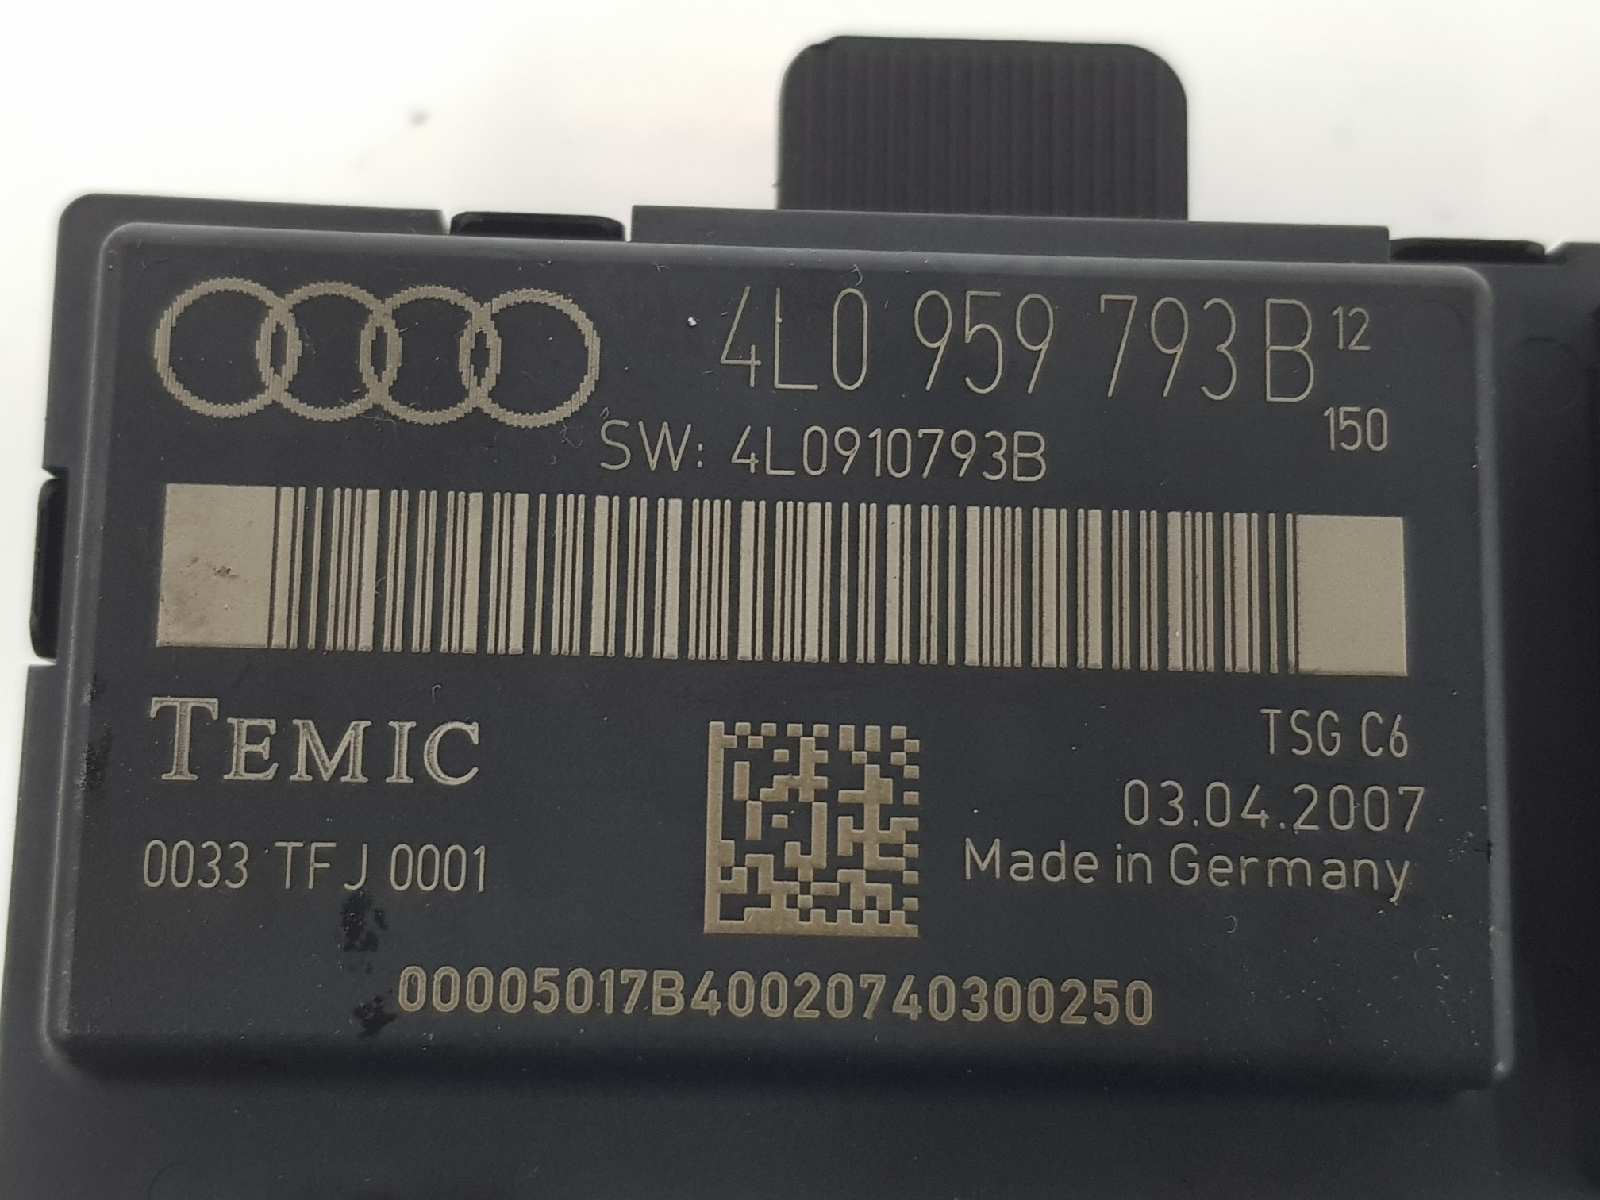 4L0 959 793 B 12
150
SW: 4L0910793B
TEMIC
TSG C6
03.04.2007
0033 TFJ 0001
Made in Germany
00005017B40020740300250